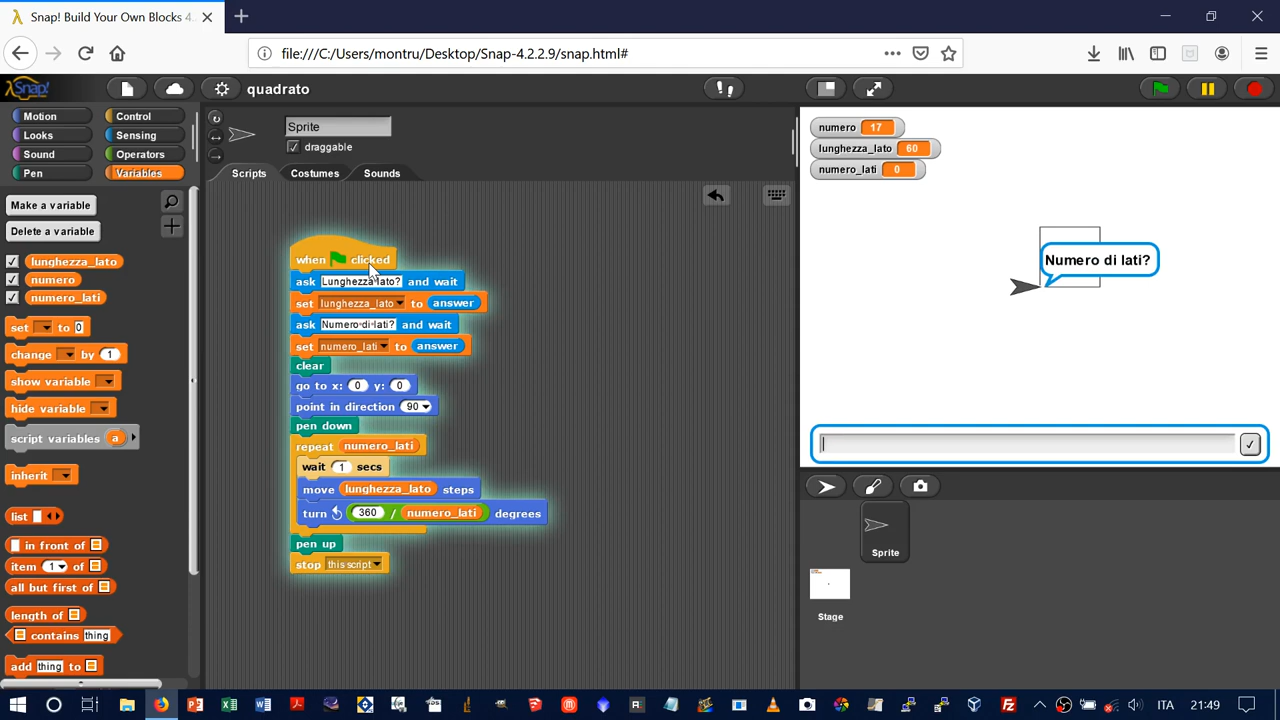 Snap! Build Your Own Blocks 4.
file:///C:/Users/montru/Desktop/Snap-4.2.2.9/snap.html#
Snap!
quadrato
Motion
Control
Looks
Sensing
Sound
Operators
Pen
Variables
Sprite
draggable
Scripts
Costumes
Sounds
Make a variable
Delete a variable
lunghezza_lato
numero
numero_lati
set to 0
change by 1
show variable
hide variable
script variables a
inherit
list
in front of
item 1 of
all but first of
length of
contains thing
add thing to
when clicked
ask Lunghezza lato? and wait
set lunghezza_lato to answer
ask Numero di lati? and wait
set numero_lati to answer
clear
go to x: 0 y: 0
point in direction 90
pen down
repeat numero_lati
wait 1 secs
move lunghezza_lato steps
turn 360 / numero_lati degrees
pen up
stop this script
numero 17
lunghezza_lato 60
numero_lati 0
Numero di lati?
Sprite
Stage
ITA
21:49